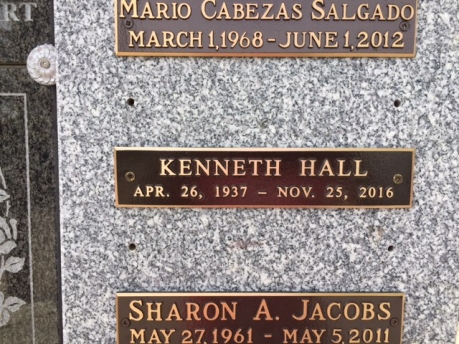 RT
MARIO CABEZAS SALGADO
MARCH 1, 1968 - JUNE 1, 2012
KENNETH HALL
APR. 26, 1937 – NOV. 25, 2016
SHARON A. JACOBS
MAY 27, 1961 - MAY 5, 2011